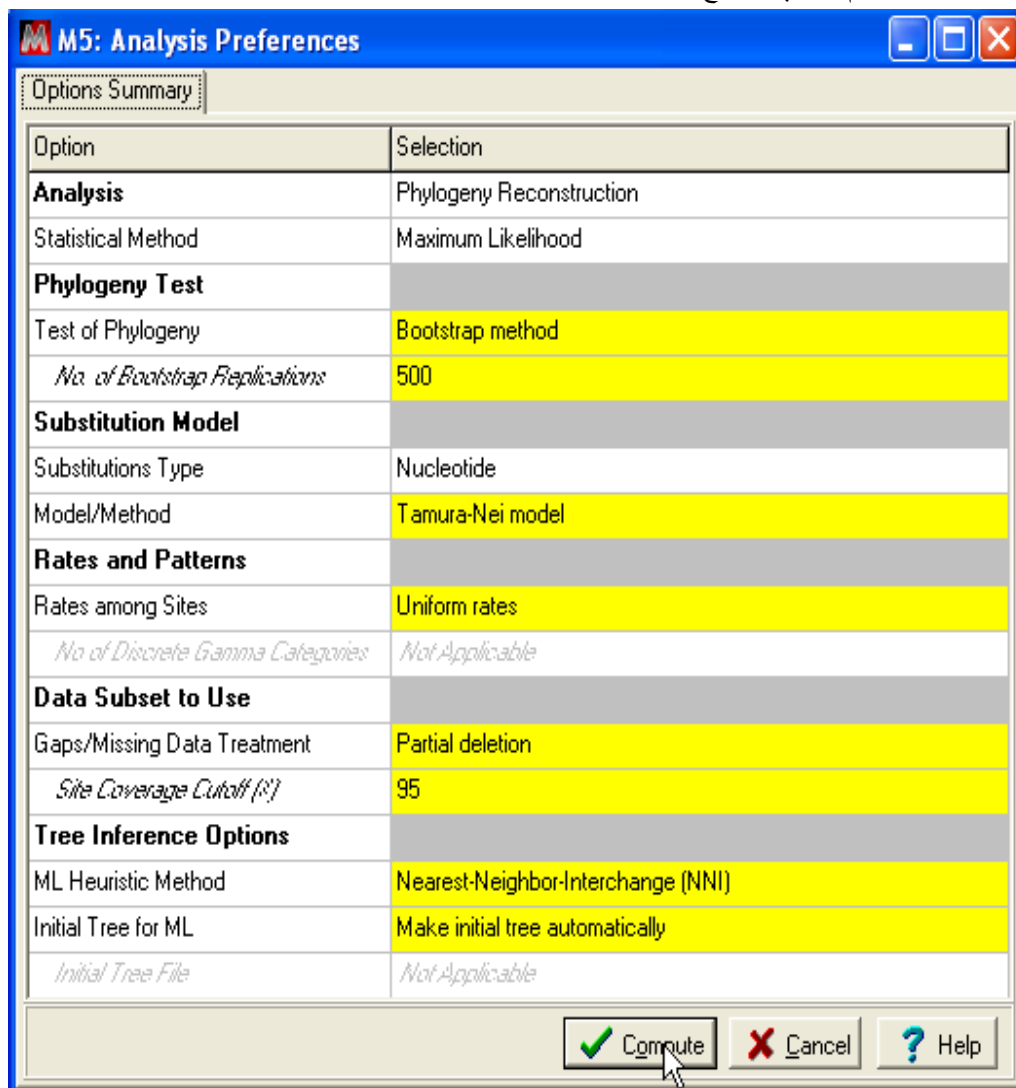 M5: Analysis Preferences
Options Summary
Option Selection
Analysis Phylogeny Reconstruction
Statistical Method Maximum Likelihood
Phylogeny Test
Test of Phylogeny Bootstrap method
No. of Bootstrap Replications 500
Substitution Model
Substitutions Type Nucleotide
Model/Method Tamura-Nei model
Rates and Patterns
Rates among Sites Uniform rates
No of Discrete Gamma Categories Not Applicable
Data Subset to Use
Gaps/Missing Data Treatment Partial deletion
Site Coverage Cutoff (%) 95
Tree Inference Options
ML Heuristic Method Nearest-Neighbor-Interchange (NNI)
Initial Tree for ML Make initial tree automatically
Initial Tree File Not Applicable
Compute Cancel ? Help